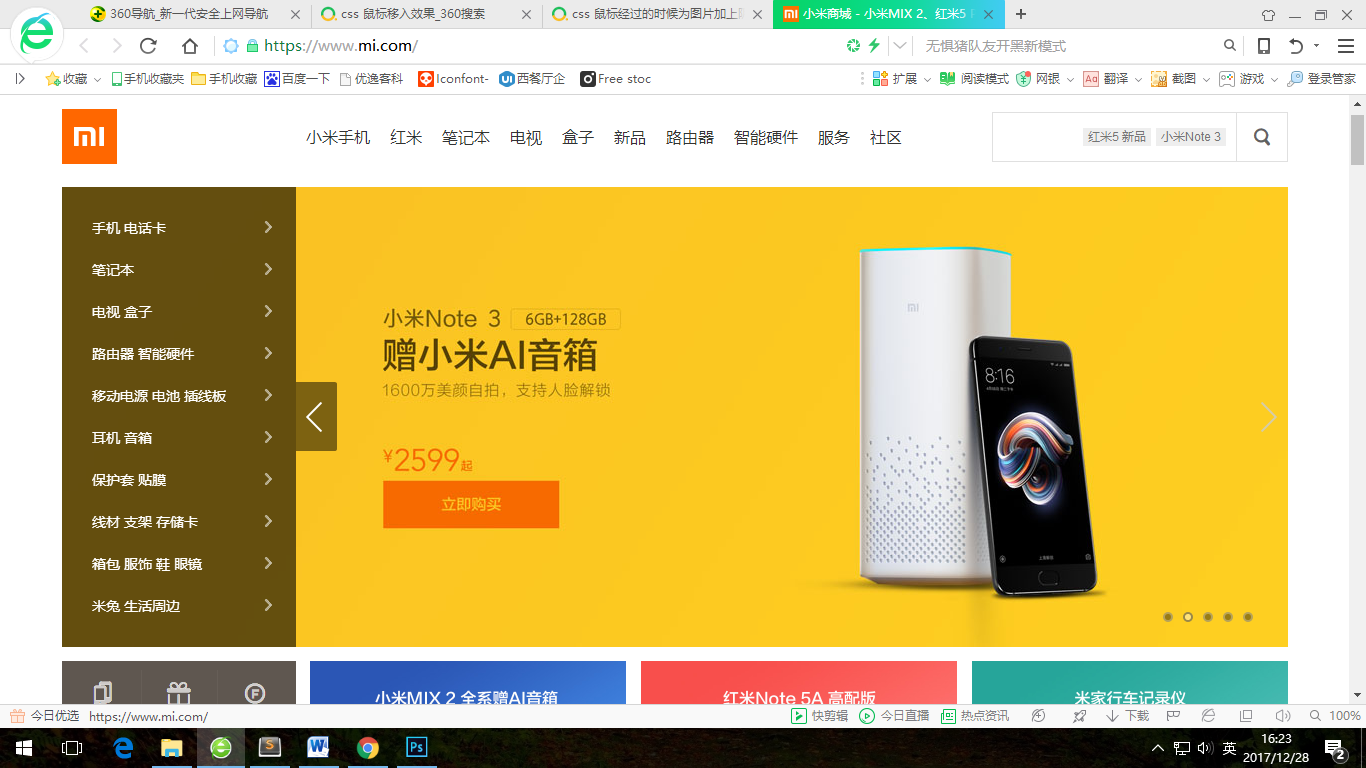 360导航_新一代安全上网导航
css 鼠标移入效果_360搜索
css 鼠标经过的时候为图片加上
小米商城 - 小米MIX 2、红米5
https://www.mi.com/
无惧猪队友开黑新模式
收藏 手机收藏夹 手机收藏 百度一下 优逸客科 Iconfont- 西餐厅企 Free stoc
扩展 阅读模式 网银 翻译 截图 游戏 登录管家
小米手机 红米 笔记本 电视 盒子 新品 路由器 智能硬件 服务 社区
红米5 新品 小米Note 3
手机 电话卡
笔记本
电视 盒子
路由器 智能硬件
移动电源 电池 插线板
耳机 音箱
保护套 贴膜
线材 支架 存储卡
箱包 服饰 鞋 眼镜
米兔 生活周边
小米Note 3 6GB+128GB
赠小米AI音箱
1600万美颜自拍，支持人脸解锁
¥2599起
立即购买
8:16
小米MIX 2 全系赠AI音箱
红米Note 5A 高配版
米家行车记录仪
今日优选 https://www.mi.com/
快剪辑 今日直播 热点资讯 下载 100%
英
16:23
2017/12/28
2